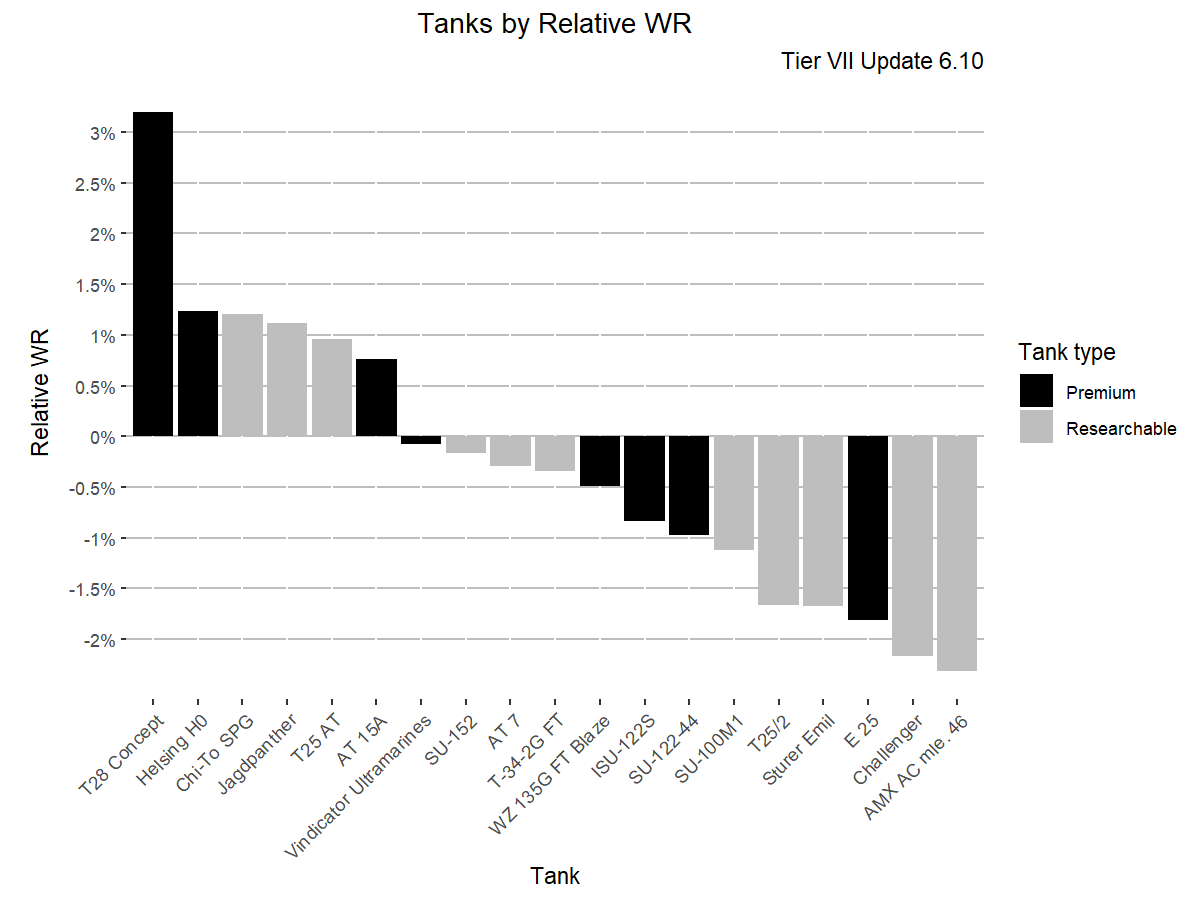 Tanks by Relative WR
Tier VII Update 6.10
3%
2.5%
2%
1.5%
1%
0.5%
0%
-0.5%
-1%
-1.5%
-2%
Relative WR
T28 Concept
Helsing H0
Chi-To SPG
Jagdpanther
T25 AT
AT 15A
Vindicator Ultramarines
SU-152
AT 7
T-34-2G FT
WZ 135G FT Blaze
ISU-122S
SU-122-44
SU-100M1
T25/2
Sturer Emil
E 25
Challenger
AMX AC mle. 46
Tank
Tank type
Premium
Researchable